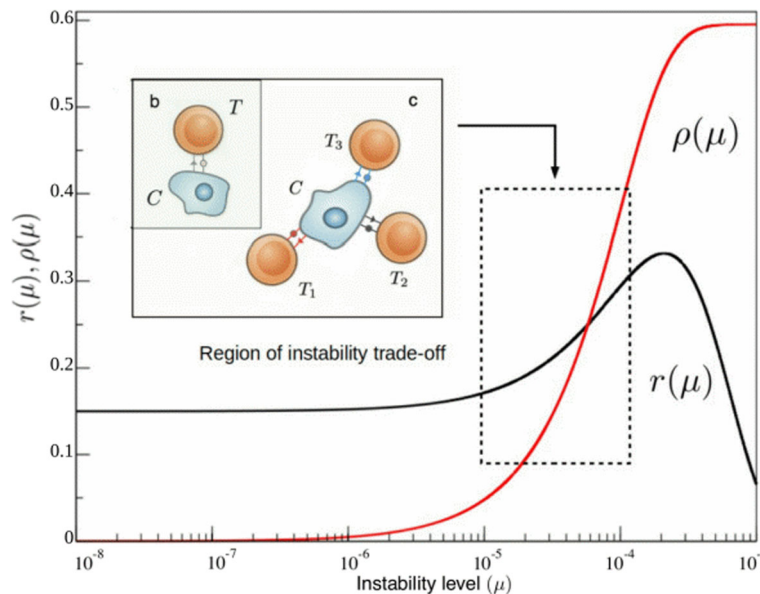 0.6
0.5
0.4
0.3
0.2
0.1
0
r(μ), ρ(μ)
b
T
C
c
T₃
C
T₁
T₂
ρ(μ)
r(μ)
Region of instability trade-off
10⁻⁸
10⁻⁷
10⁻⁶
10⁻⁵
10⁻⁴
Instability level (μ)